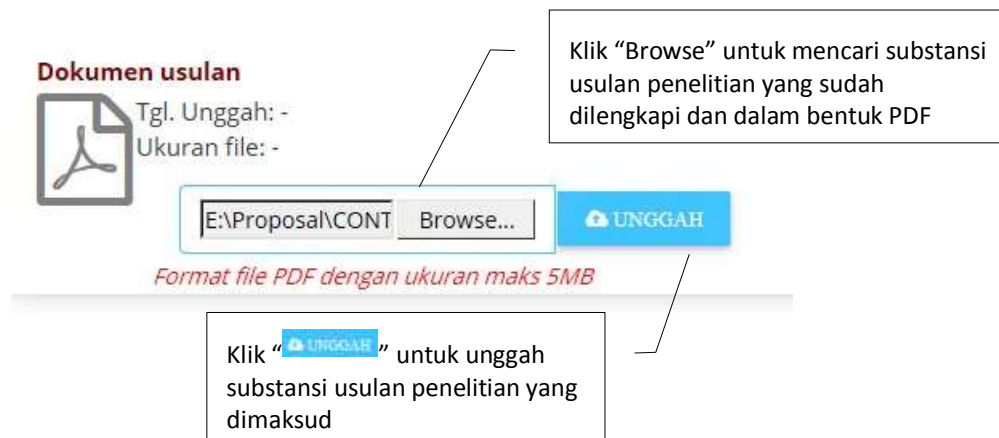 Klik “Browse” untuk mencari substansi
usulan penelitian yang sudah
dilengkapi dan dalam bentuk PDF
Dokumen usulan
Tgl. Unggah: -
Ukuran file: -
E:\Proposal\CONT Browse... UNGGAH
Format file PDF dengan ukuran maks 5MB
Klik “UNGGAH” untuk unggah
substansi usulan penelitian yang
dimaksud